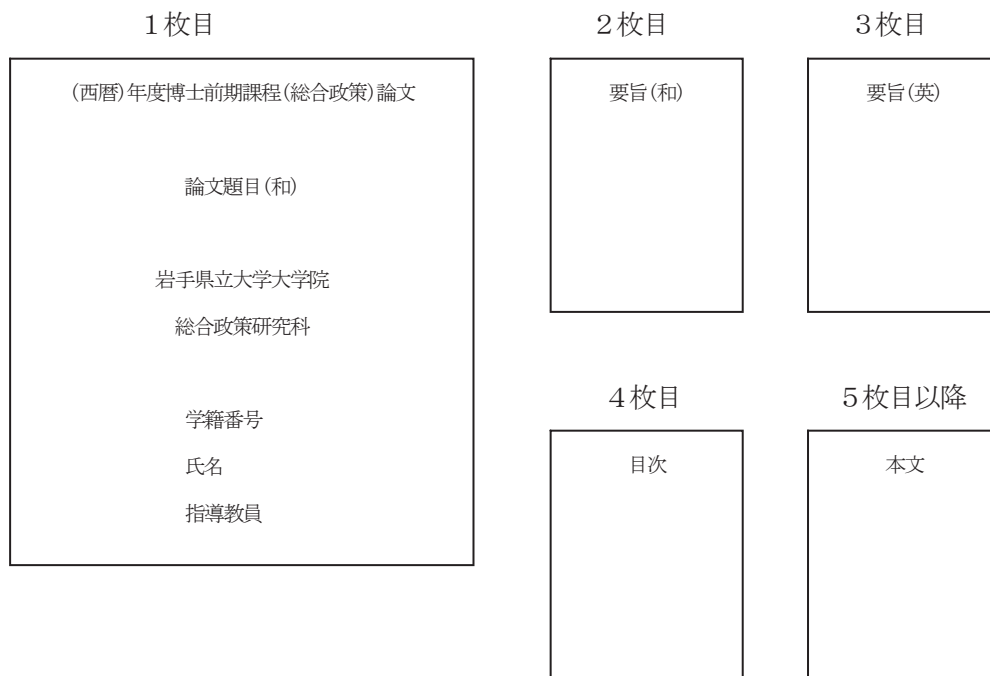 １枚目
(西暦)年度博士前期課程(総合政策)論文
論文題目(和)
岩手県立大学大学院
総合政策研究科
学籍番号
氏名
指導教員
２枚目
要旨(和)
３枚目
要旨(英)
４枚目
目次
５枚目以降
本文